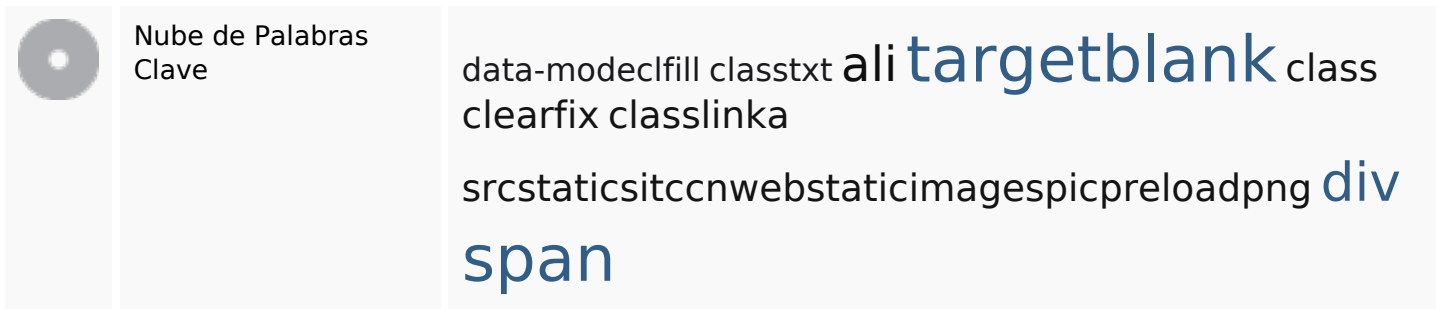 Nube de Palabras
Clave
data-modeclfill classtxt ali targetblank class
clearfix classlinka
srcstaticsitccnwebstaticimagespicpreloadpng div
span